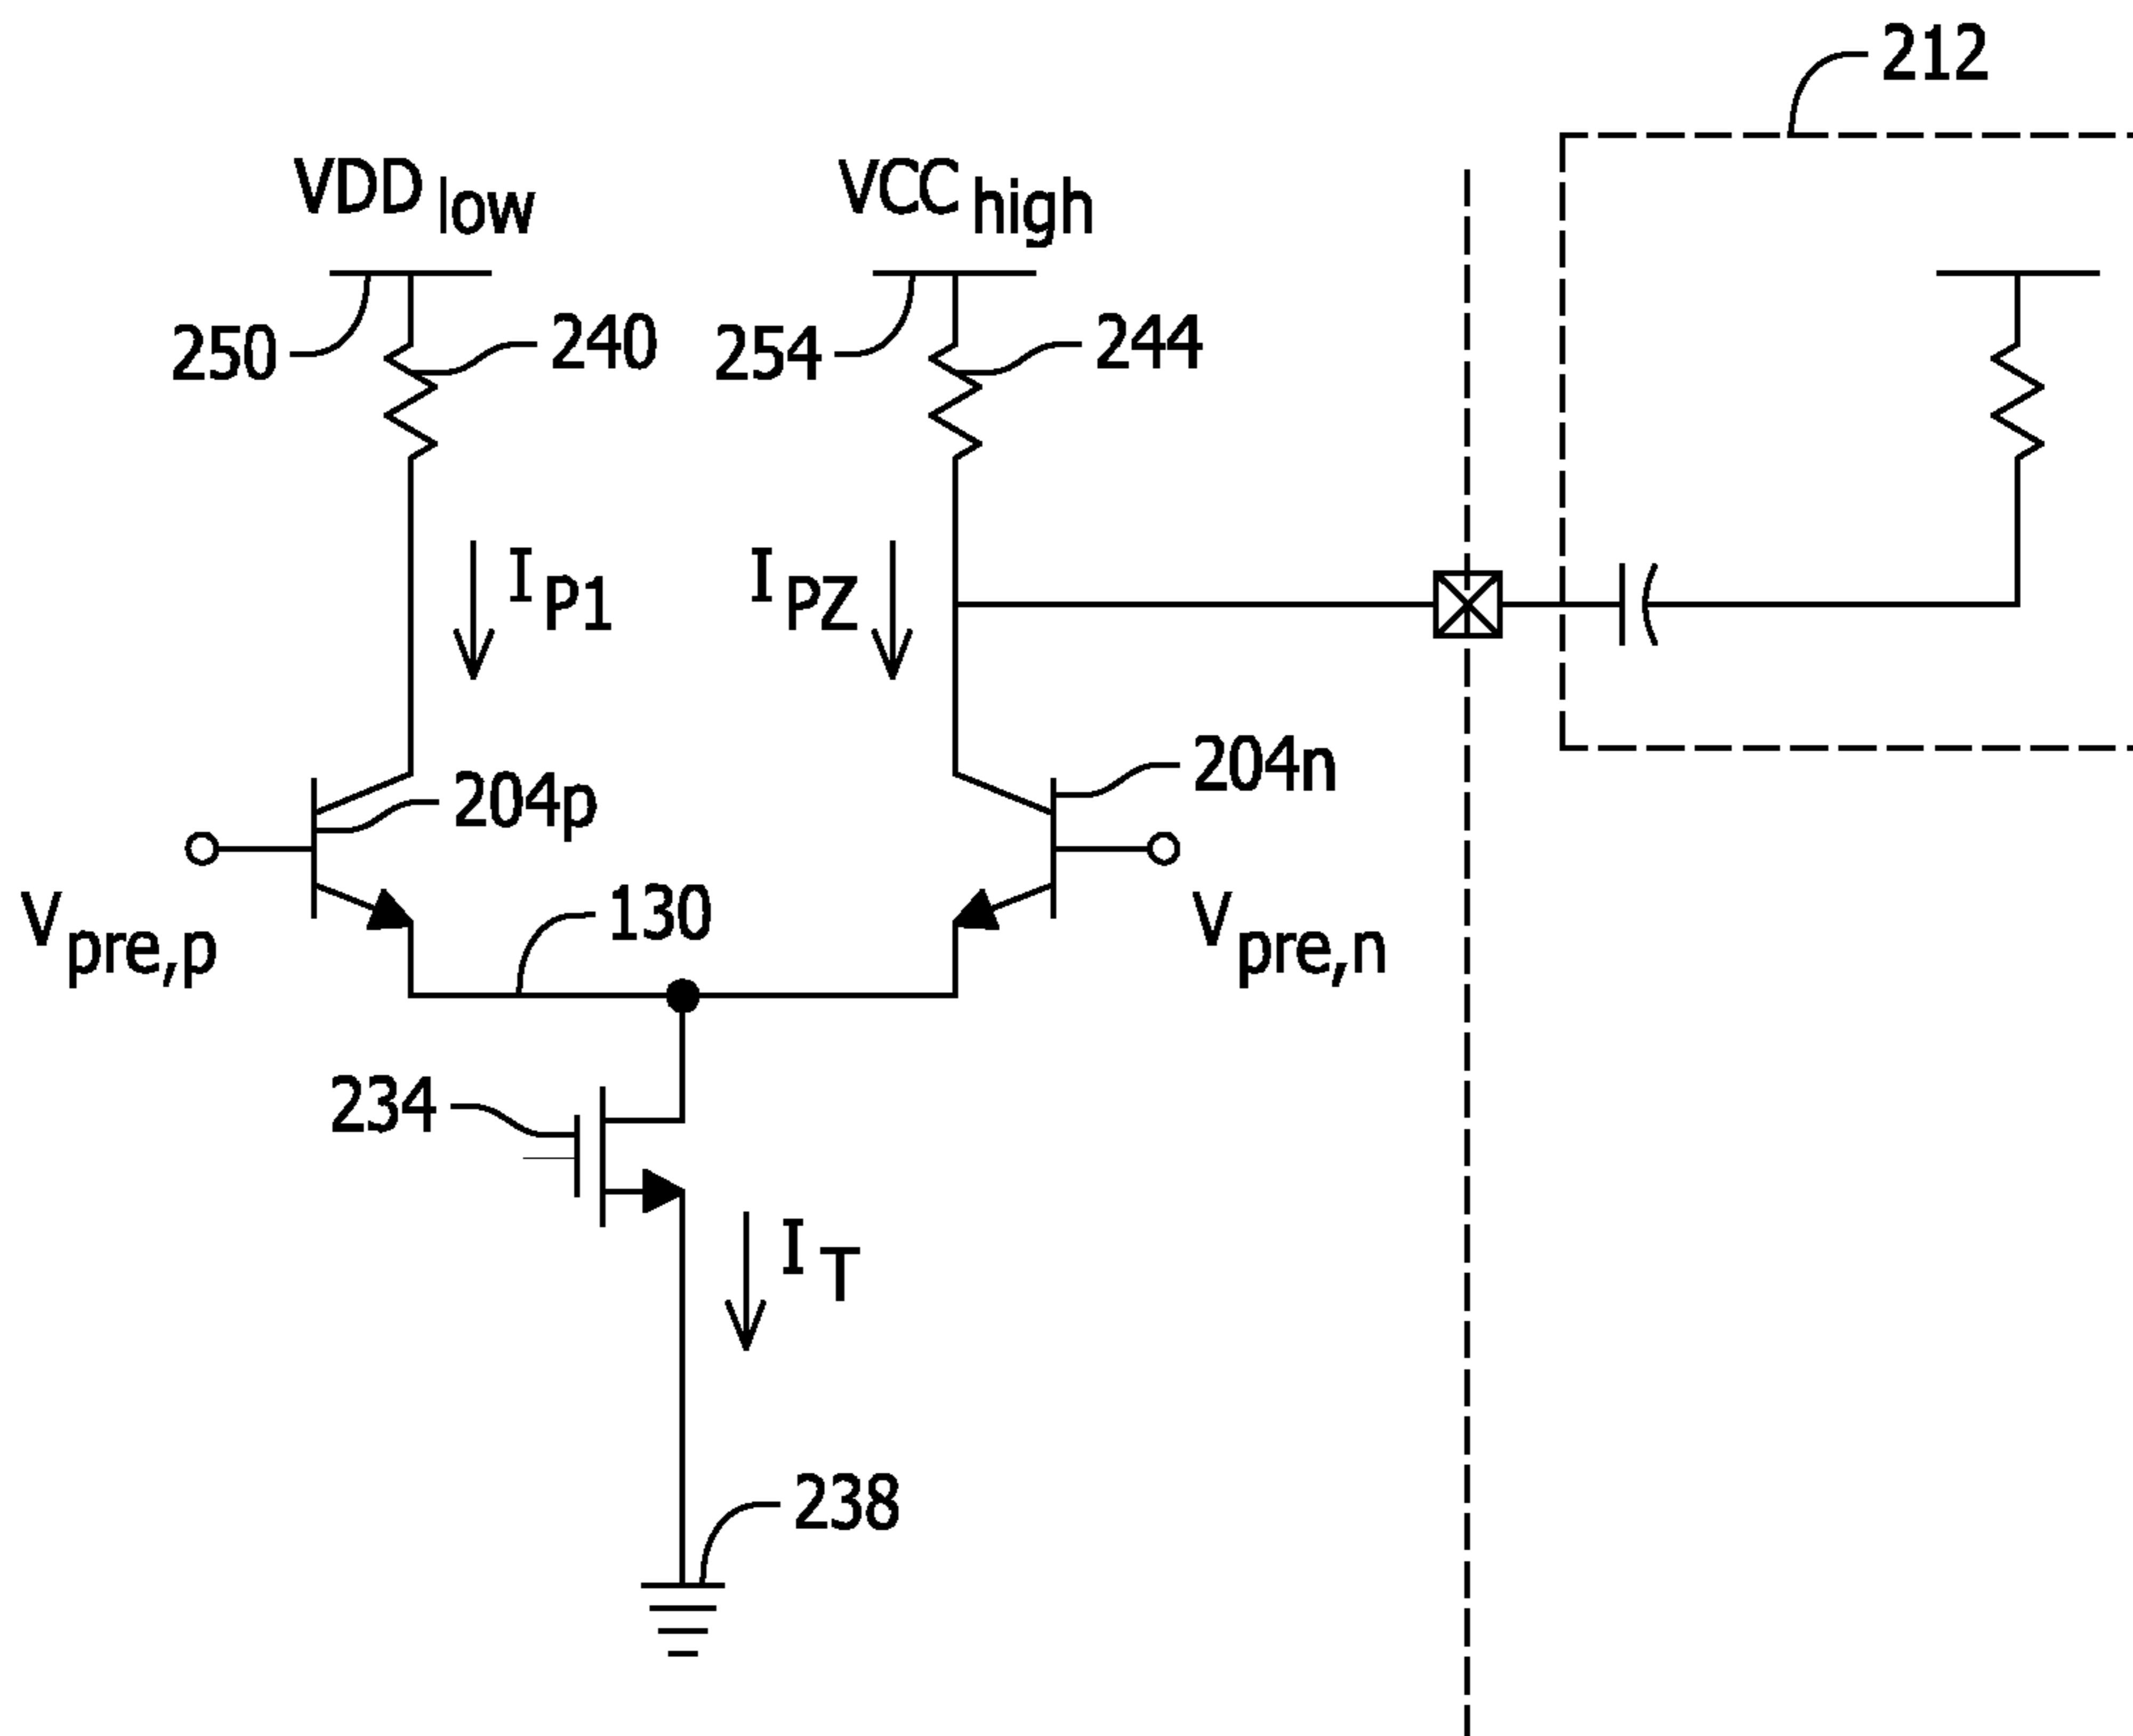 212
VDD low
VCC high
250
240
254
244
I P1
I PZ
204p
204n
V pre,p
130
V pre,n
234
I T
238